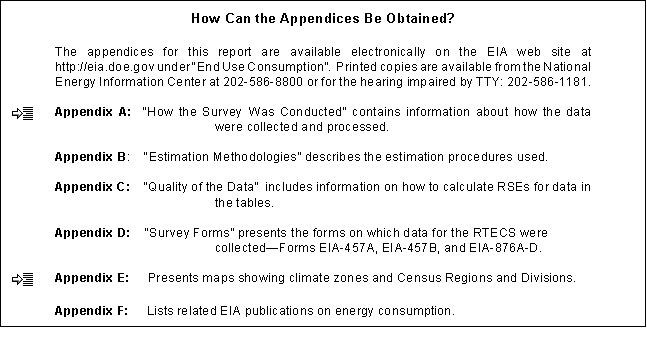 How Can the Appendices Be Obtained?
The appendices for this report are available electronically on the EIA web site at
http://eia.doe.gov under "End Use Consumption". Printed copies are available from the National
Energy Information Center at 202-586-8800 or for the hearing impaired by TTY: 202-586-1181.
Appendix A: "How the Survey Was Conducted" contains information about how the data
were collected and processed.
Appendix B: "Estimation Methodologies" describes the estimation procedures used.
Appendix C: "Quality of the Data" includes information on how to calculate RSEs for data in
the tables.
Appendix D: "Survey Forms" presents the forms on which data for the RTECS were
collected—Forms EIA-457A, EIA-457B, and EIA-876A-D.
Appendix E: Presents maps showing climate zones and Census Regions and Divisions.
Appendix F: Lists related EIA publications on energy consumption.